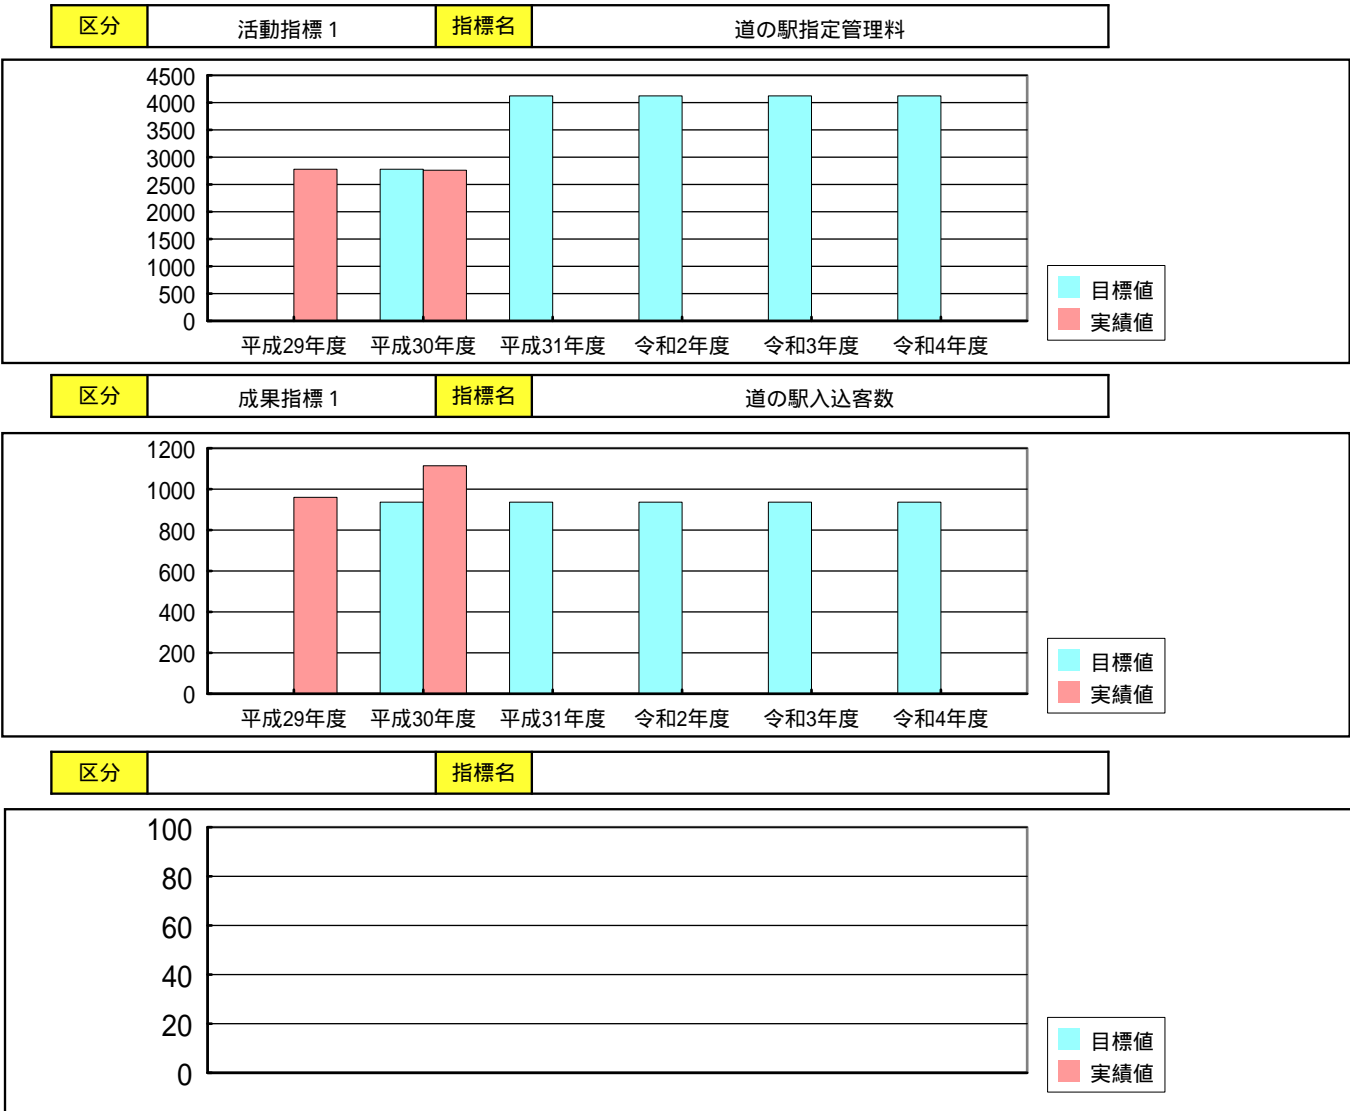 区分 活動指標1 指標名 道の駅指定管理料
4500
4000
3500
3000
2500
2000
1500
1000
500
0
平成29年度 平成30年度 平成31年度 令和2年度 令和3年度 令和4年度
目標値
実績値
区分 成果指標1 指標名 道の駅入込客数
1200
1000
800
600
400
200
0
平成29年度 平成30年度 平成31年度 令和2年度 令和3年度 令和4年度
目標値
実績値
区分 指標名
100
80
60
40
20
0
目標値
実績値